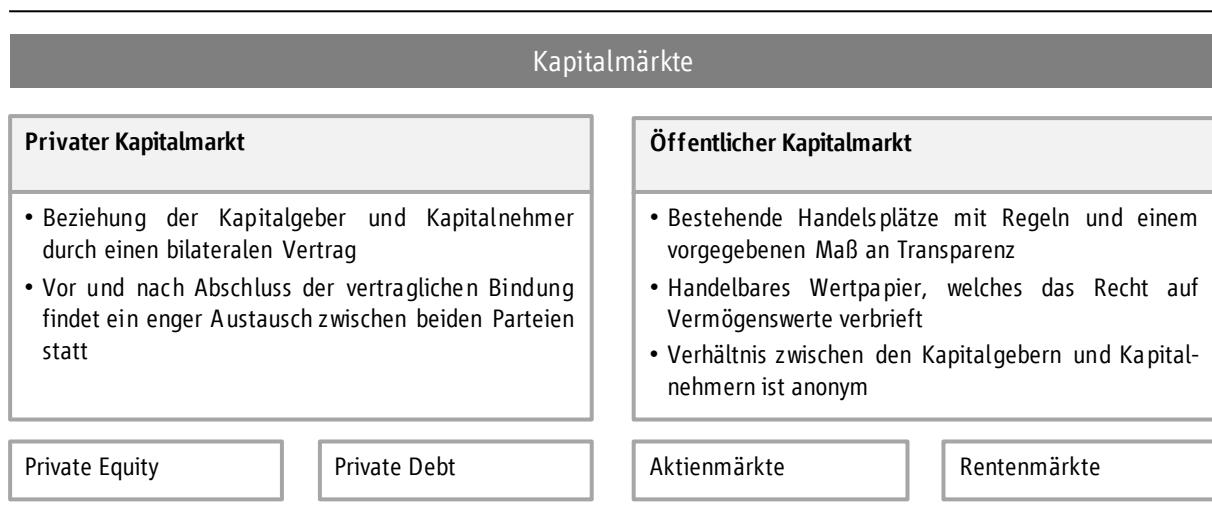 Kapitalmärkte
Privater Kapitalmarkt
• Beziehung der Kapitalgeber und Kapitalnehmer
durch einen bilateralen Vertrag
• Vor und nach Abschluss der vertraglichen Bindung
findet ein enger Austausch zwischen beiden Parteien
statt
Öffentlicher Kapitalmarkt
• Bestehende Handelsplätze mit Regeln und einem
vorgegebenen Maß an Transparenz
• Handelbares Wertpapier, welches das Recht auf
Vermögenswerte verbrieft
• Verhältnis zwischen den Kapitalgebern und Kapital-
nehmern ist anonym
Private Equity
Private Debt
Aktienmärkte
Rentenmärkte